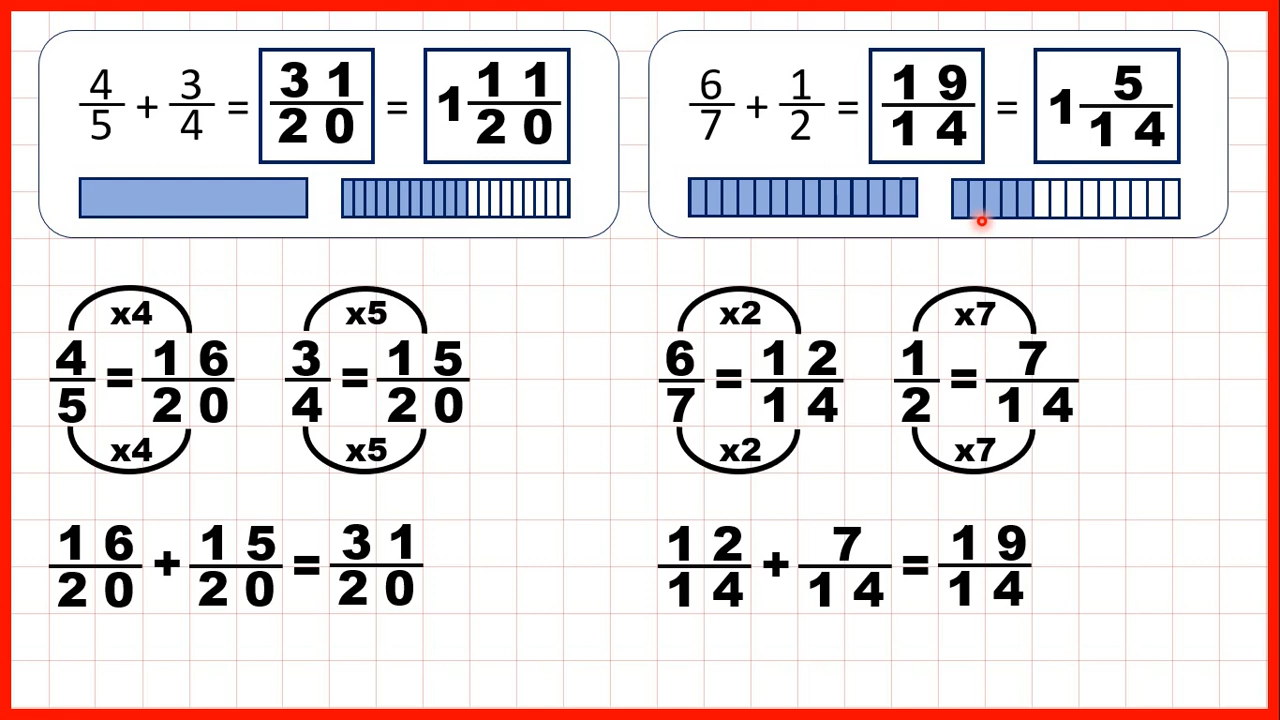 4/5 + 3/4 = 31/20 = 1 11/20
6/7 + 1/2 = 19/14 = 1 5/14
x4 x5
4/5 = 16/20 3/4 = 15/20
x4 x5
16/20 + 15/20 = 31/20
x2 x7
6/7 = 12/14 1/2 = 7/14
x2 x7
12/14 + 7/14 = 19/14